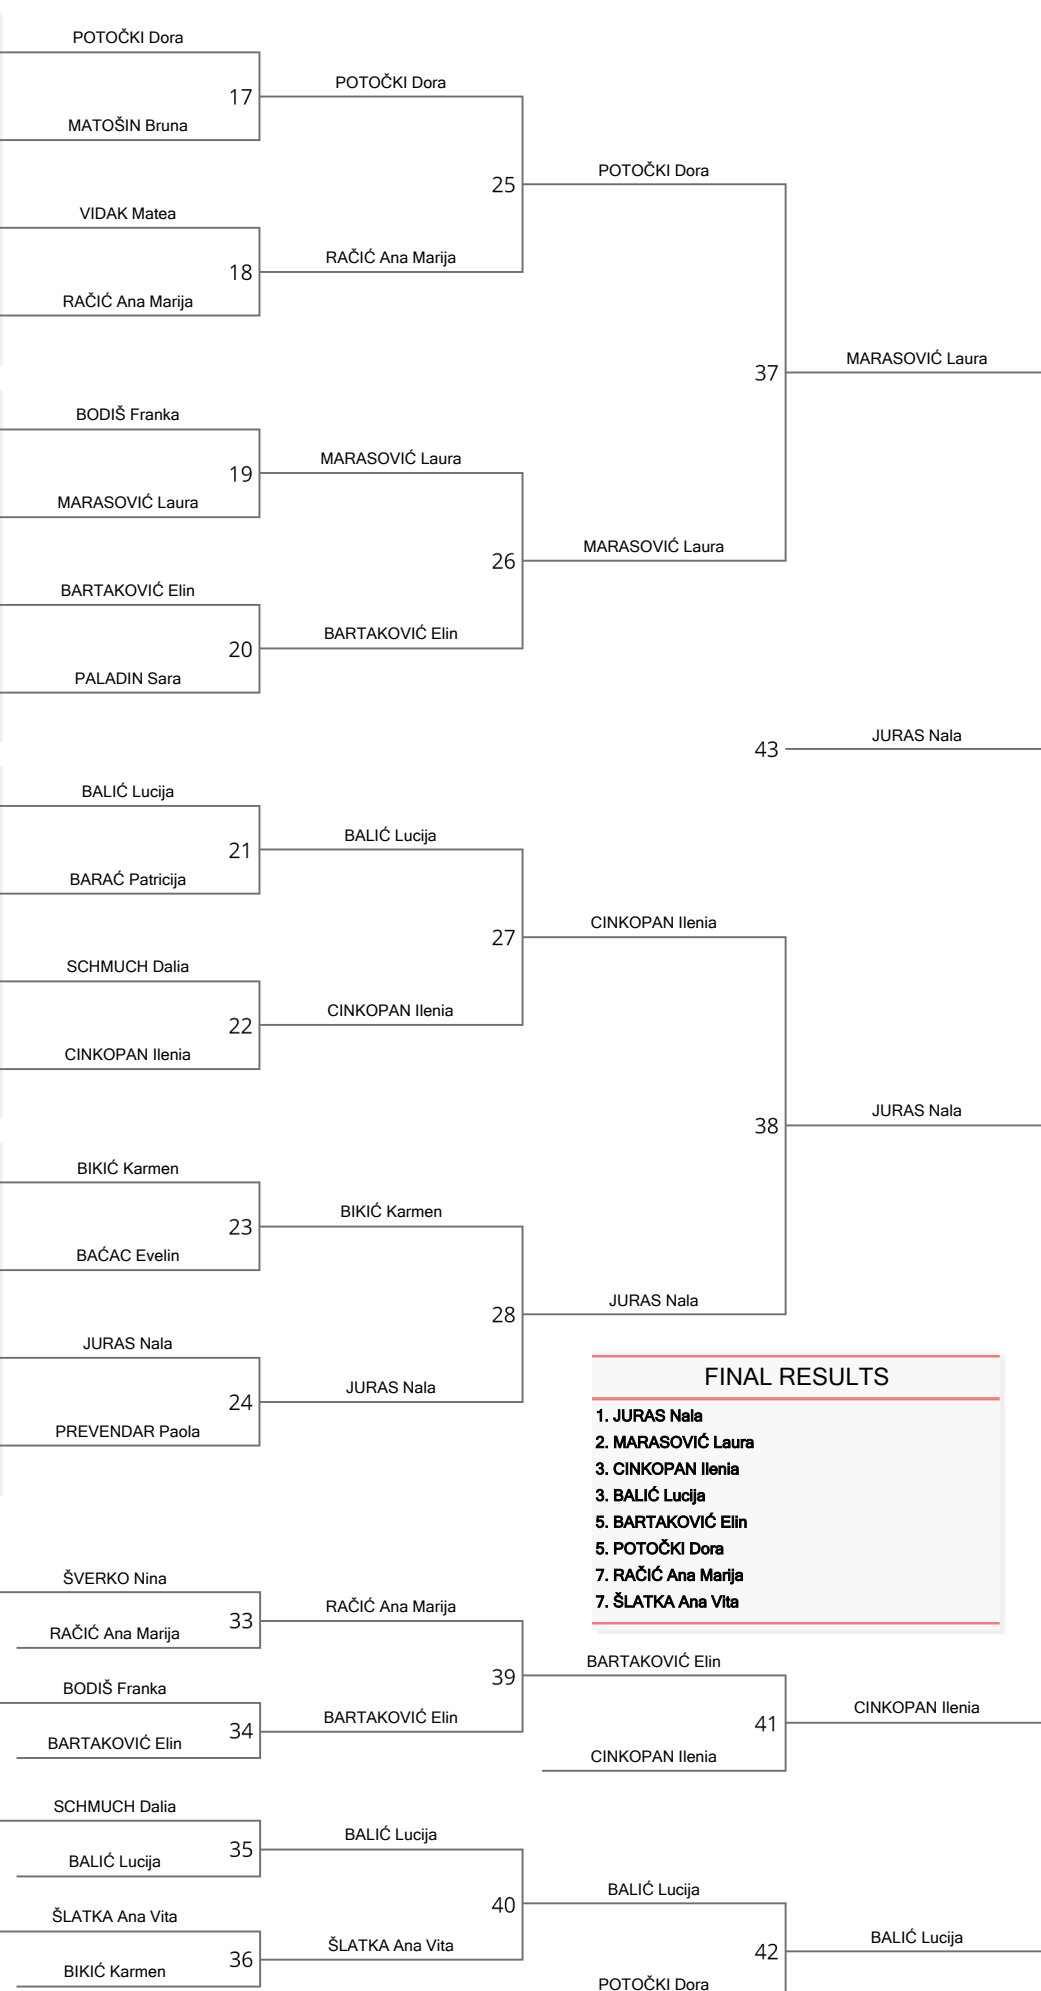 POTOČKI Dora
17
POTOČKI Dora
MATOŠIN Bruna
25
POTOČKI Dora
VIDAK Matea
18
RAČIĆ Ana Marija
RAČIĆ Ana Marija
37
MARASOVIĆ Laura
BODIŠ Franka
19
MARASOVIĆ Laura
MARASOVIĆ Laura
26
MARASOVIĆ Laura
BARTAKOVIĆ Elin
20
BARTAKOVIĆ Elin
PALADIN Sara
43
JURAS Nala
BALIĆ Lucija
21
BALIĆ Lucija
BARAĆ Patricija
27
CINKOPAN Ilenia
SCHMUCH Dalia
22
CINKOPAN Ilenia
CINKOPAN Ilenia
38
JURAS Nala
BIKIĆ Karmen
23
BIKIĆ Karmen
BAĆAC Evelin
28
JURAS Nala
JURAS Nala
24
JURAS Nala
PREVENDAR Paola
FINAL RESULTS
1. JURAS Nala
2. MARASOVIĆ Laura
3. CINKOPAN Ilenia
3. BALIĆ Lucija
5. BARTAKOVIĆ Elin
5. POTOČKI Dora
7. RAČIĆ Ana Marija
7. ŠLATKA Ana Vita
ŠVERKO Nina
33
RAČIĆ Ana Marija
RAČIĆ Ana Marija
39
BARTAKOVIĆ Elin
BODIŠ Franka
34
BARTAKOVIĆ Elin
BARTAKOVIĆ Elin
41
CINKOPAN Ilenia
CINKOPAN Ilenia
SCHMUCH Dalia
35
BALIĆ Lucija
BALIĆ Lucija
40
BALIĆ Lucija
ŠLATKA Ana Vita
36
ŠLATKA Ana Vita
BIKIĆ Karmen
42
BALIĆ Lucija
POTOČKI Dora